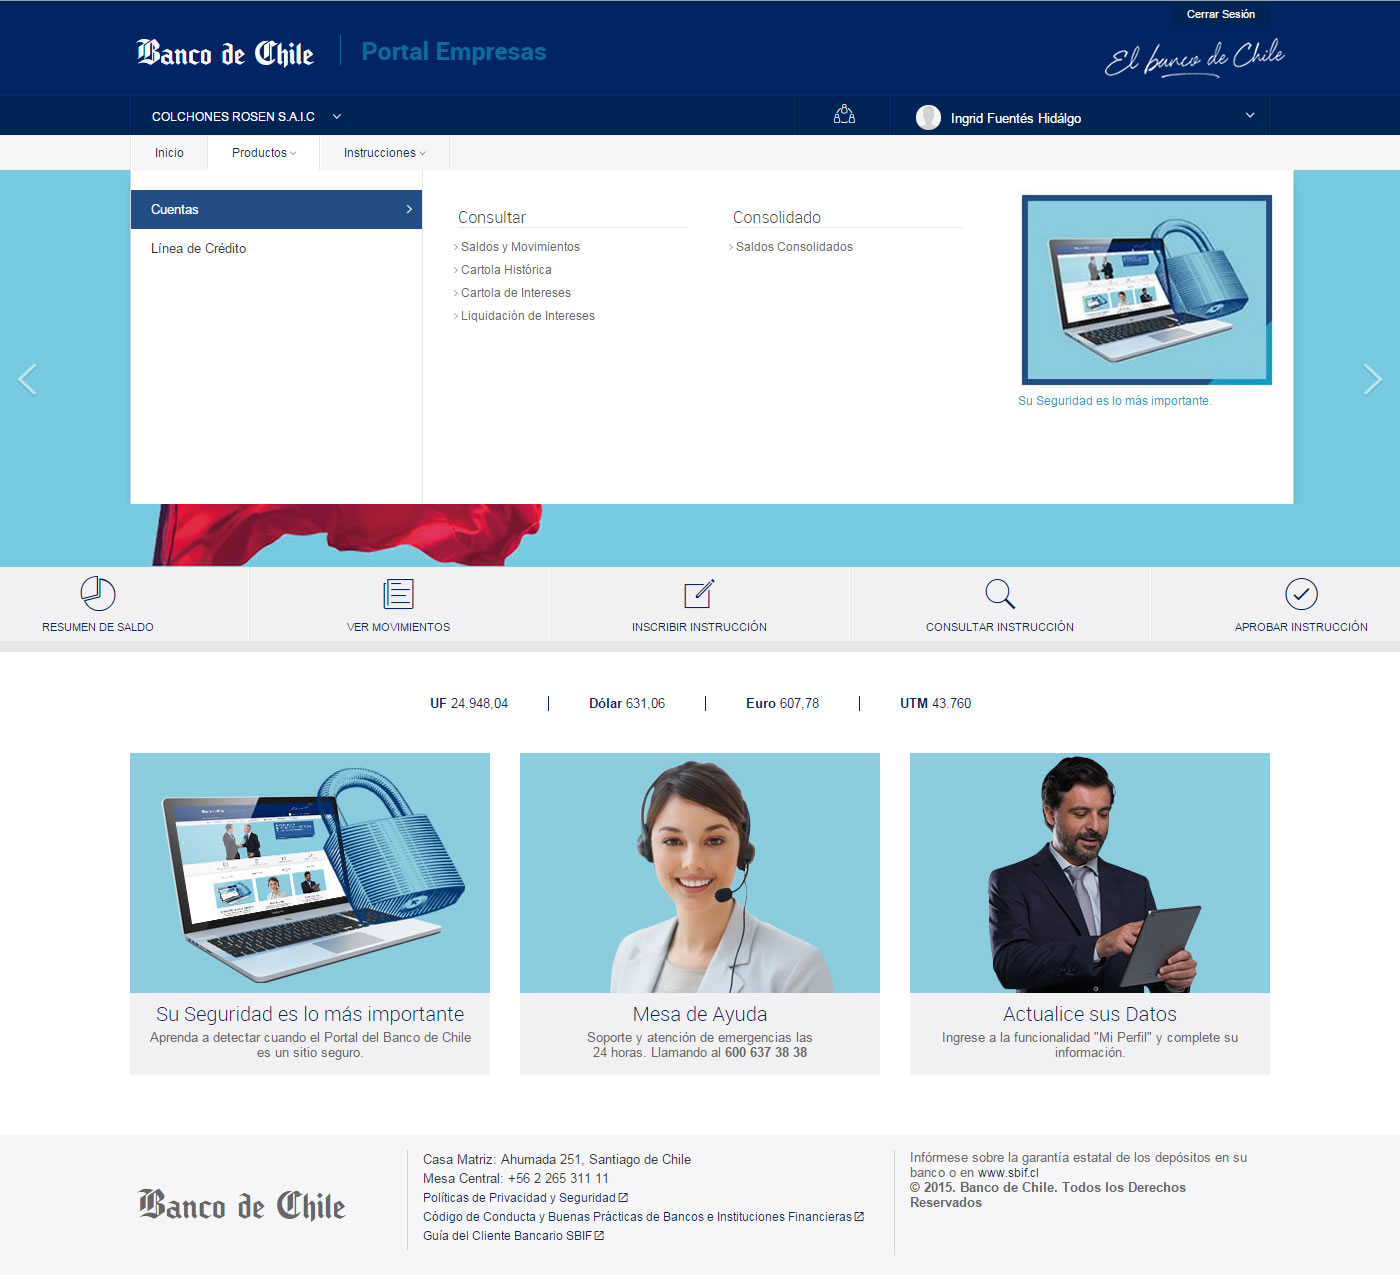 Cerrar Sesión
Banco de Chile
Portal Empresas
El banco de Chile
COLCHONES ROSEN S.A.I.C
Ingrid Fuentés Hidálgo
Inicio
Productos
Instrucciones
Cuentas
Línea de Crédito
Consultar
Saldos y Movimientos
Cartola Histórica
Cartola de Intereses
Liquidación de Intereses
Consolidado
Saldos Consolidados
Su Seguridad es lo más importante.
RESUMEN DE SALDO
VER MOVIMIENTOS
INSCRIBIR INSTRUCCIÓN
CONSULTAR INSTRUCCIÓN
APROBAR INSTRUCCIÓN
UF 24.948,04
Dólar 631,06
Euro 607,78
UTM 43.760
Su Seguridad es lo más importante
Aprenda a detectar cuando el Portal del Banco de Chile
es un sitio seguro.
Mesa de Ayuda
Soporte y atención de emergencias las
24 horas. Llamando al 600 637 38 38
Actualice sus Datos
Ingrese a la funcionalidad "Mi Perfil" y complete su
información.
Banco de Chile
Casa Matriz: Ahumada 251, Santiago de Chile
Mesa Central: +56 2 265 311 11
Políticas de Privacidad y Seguridad
Código de Conducta y Buenas Prácticas de Bancos e Instituciones Financieras
Guía del Cliente Bancario SBIF
Infórmese sobre la garantía estatal de los depósitos en su
banco o en www.sbif.cl
© 2015. Banco de Chile. Todos los Derechos
Reservados